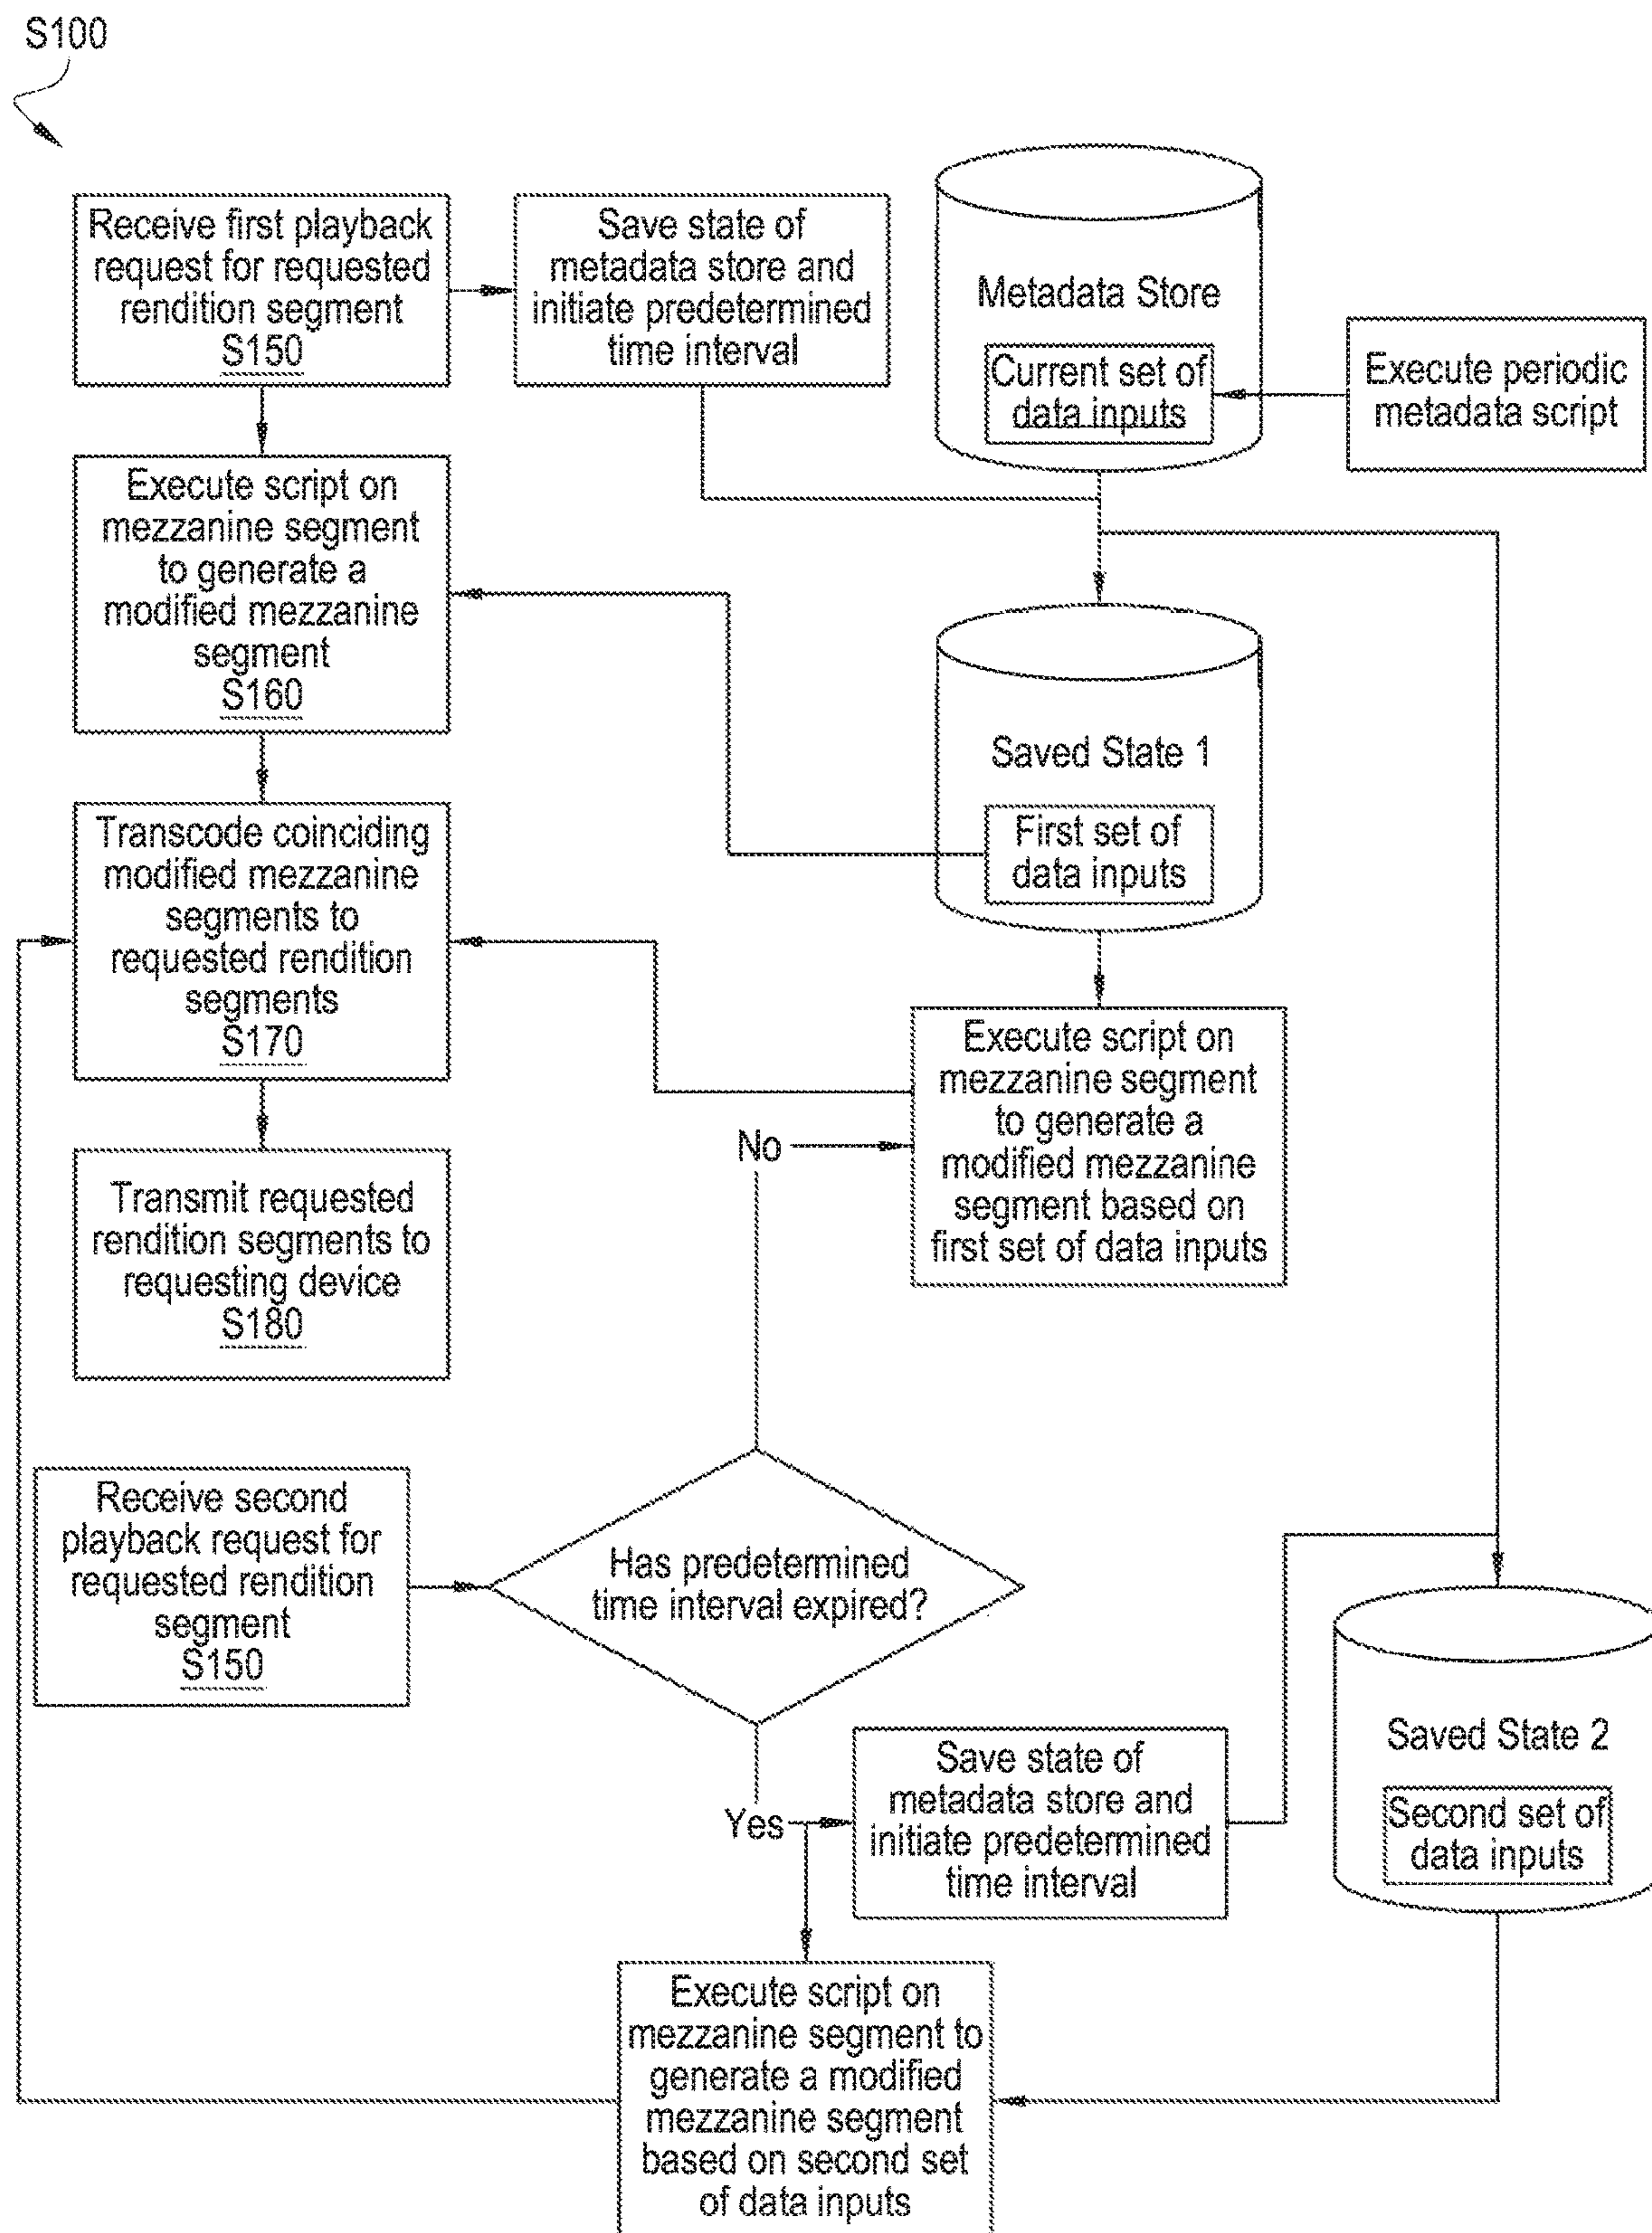 S100
Receive first playback
request for requested
rendition segment
S150
Save state of
metadata store and
initiate predetermined
time interval
Metadata Store
Current set of
data inputs
Execute periodic
metadata script
Execute script on
mezzanine segment
to generate a
modified mezzanine
segment
S160
Saved State 1
First set of
data inputs
Transcode coinciding
modified mezzanine
segments to
requested rendition
segments
S170
Execute script on
mezzanine segment
to generate a
modified mezzanine
segment based on
first set of data inputs
No
Transmit requested
rendition segments to
requesting device
S180
Receive second
playback request for
requested rendition
segment
S150
Has predetermined
time interval expired?
Yes
Save state of
metadata store and
initiate predetermined
time interval
Saved State 2
Second set of
data inputs
Execute script on
mezzanine segment to
generate a modified
mezzanine segment
based on second set
of data inputs